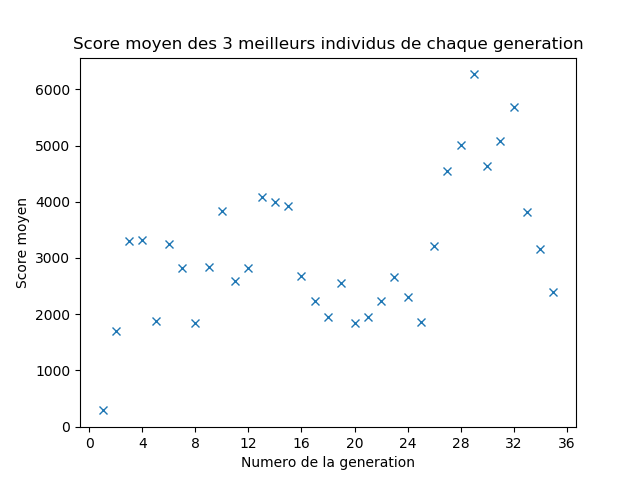 Score moyen des 3 meilleurs individus de chaque generation
6000
5000
4000
3000
2000
1000
0
Score moyen
0 4 8 12 16 20 24 28 32 36
Numero de la generation